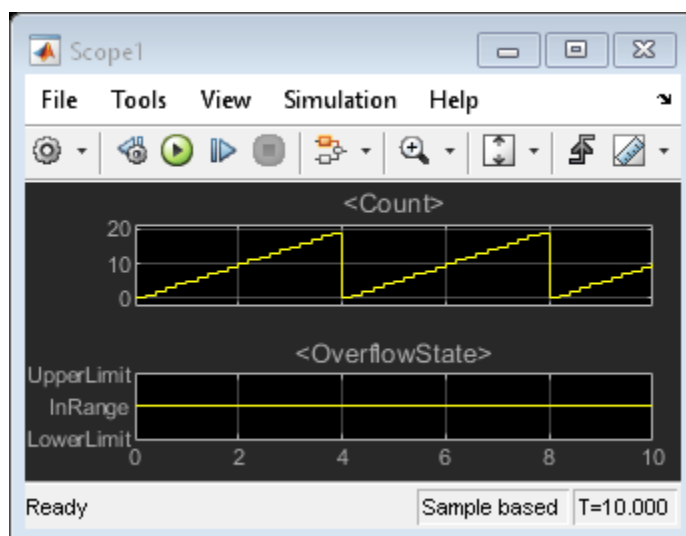 Scope1
File Tools View Simulation Help
<Count>
20
10
0
<OverflowState>
UpperLimit
InRange
LowerLimit
0 2 4 6 8 10
Ready Sample based T=10.000